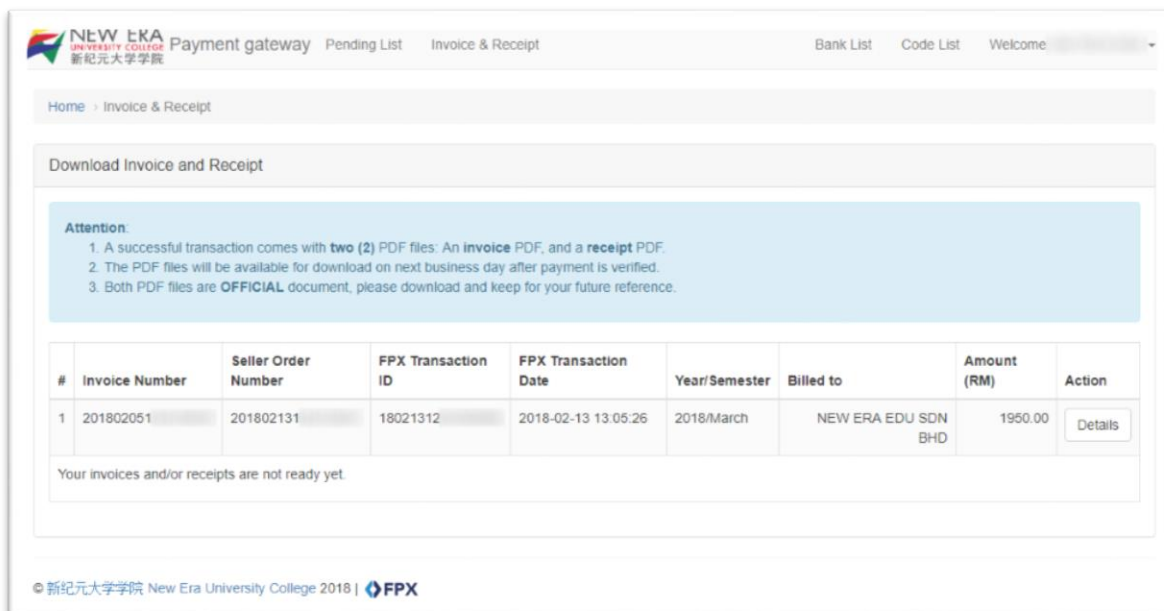 NEW ERA
UNIVERSITY COLLEGE
新纪元大学学院
Payment gateway Pending List Invoice & Receipt Bank List Code List Welcome
Home > Invoice & Receipt
Download Invoice and Receipt
Attention:
1. A successful transaction comes with two (2) PDF files: An invoice PDF, and a receipt PDF.
2. The PDF files will be available for download on next business day after payment is verified.
3. Both PDF files are OFFICIAL document, please download and keep for your future reference.
# Invoice Number Seller Order Number FPX Transaction ID FPX Transaction Date Year/Semester Billed to Amount (RM) Action
1 201802051 201802131 18021312 2018-02-13 13:05:26 2018/March NEW ERA EDU SDN BHD 1950.00 Details
Your invoices and/or receipts are not ready yet.
© 新纪元大学学院 New Era University College 2018 | FPX